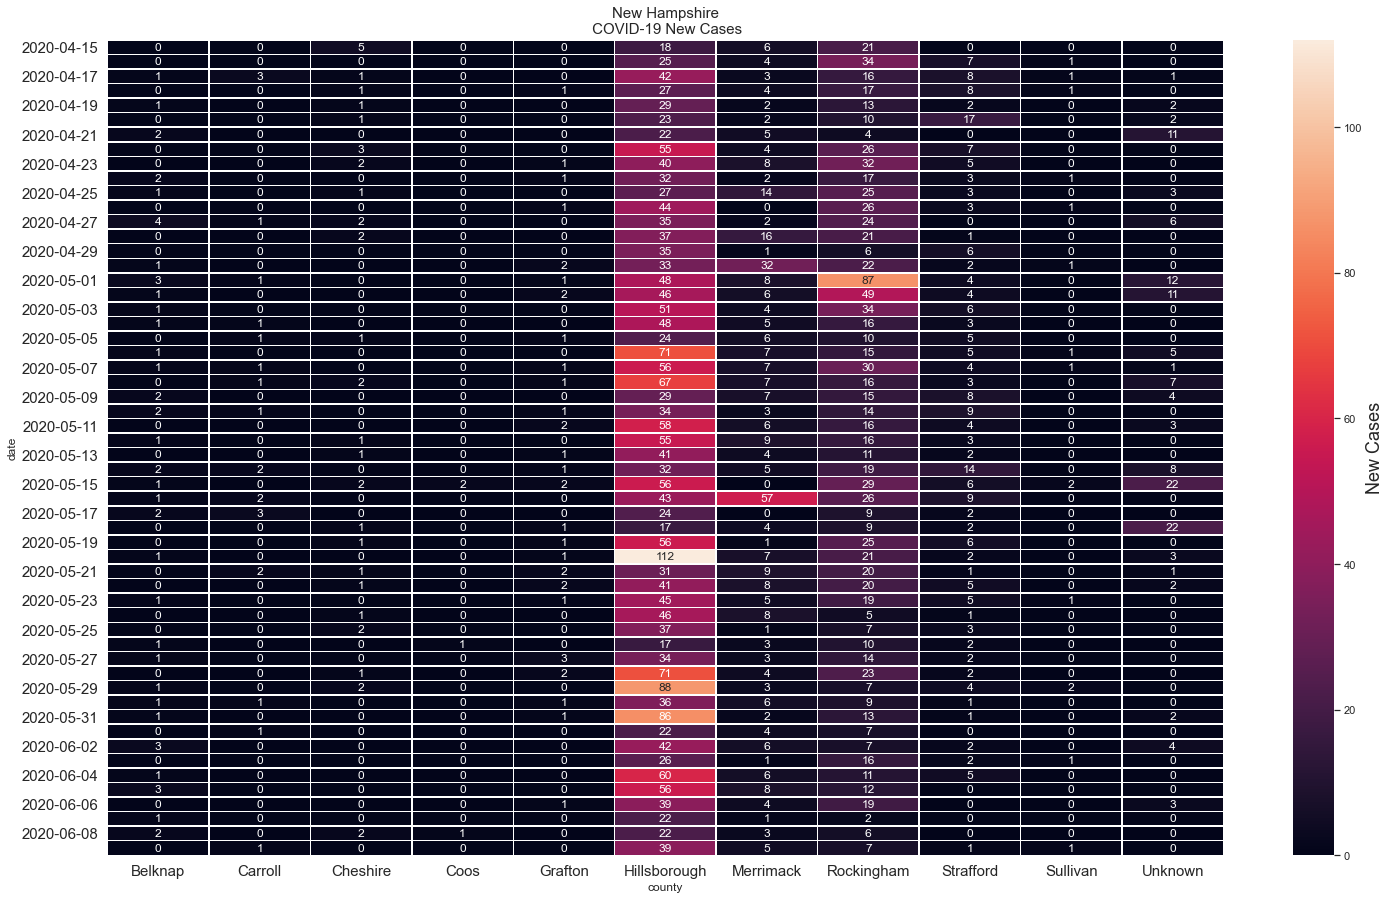 New Hampshire
COVID-19 New Cases
2020-04-15 0 0 5 0 0 18 6 21 0 0 0
0 0 0 0 0 25 4 34 7 1 0
2020-04-17 1 3 1 0 0 42 3 16 8 1 1
0 0 1 0 1 27 4 17 8 1 0
2020-04-19 1 0 1 0 0 29 2 13 2 0 2
0 0 1 0 0 23 2 10 17 0 2
2020-04-21 2 0 0 0 0 22 5 4 0 0 11
0 0 3 0 0 55 4 26 7 0 0
2020-04-23 0 0 2 0 1 40 8 32 5 0 0
2 0 0 0 1 32 2 17 3 1 0
2020-04-25 1 0 1 0 0 27 14 25 3 0 3
0 0 0 0 1 44 0 26 3 1 0
2020-04-27 4 1 2 0 0 35 2 24 0 0 6
0 0 2 0 0 37 16 21 1 0 0
2020-04-29 0 0 0 0 0 35 1 6 6 0 0
1 0 0 0 2 33 32 22 2 1 0
2020-05-01 3 1 0 0 1 48 8 87 4 0 12
1 0 0 0 2 46 6 49 4 0 11
2020-05-03 1 0 0 0 0 51 4 34 6 0 0
1 1 0 0 0 48 5 16 3 0 0
2020-05-05 0 1 1 0 1 24 6 10 5 0 0
1 0 0 0 0 71 7 15 5 1 5
2020-05-07 1 1 0 0 1 56 7 30 4 1 1
0 1 2 0 1 67 7 16 3 0 7
2020-05-09 2 0 0 0 0 29 7 15 8 0 4
2 1 0 0 1 34 3 14 9 0 0
2020-05-11 0 0 0 0 2 58 6 16 4 0 3
1 0 1 0 0 55 9 16 3 0 0
2020-05-13 0 0 1 0 1 41 4 11 2 0 0
2 2 0 0 1 32 5 19 14 0 8
2020-05-15 1 0 2 2 2 56 0 29 6 2 22
1 2 0 0 0 43 57 26 9 0 0
2020-05-17 2 3 0 0 0 24 0 9 2 0 0
0 0 1 0 1 17 4 9 2 0 22
2020-05-19 0 0 1 0 1 56 1 25 6 0 0
1 0 0 0 1 112 7 21 2 0 3
2020-05-21 0 2 1 0 2 31 9 20 1 0 1
0 0 1 0 2 41 8 20 5 0 2
2020-05-23 1 0 0 0 1 45 5 19 5 1 0
0 0 1 0 0 46 8 5 1 0 0
2020-05-25 0 0 2 0 0 37 1 7 3 0 0
1 0 0 1 0 17 3 10 2 0 0
2020-05-27 1 0 0 0 3 34 3 14 2 0 0
0 0 1 0 2 71 4 23 2 0 0
2020-05-29 1 0 2 0 0 88 3 7 4 2 0
1 1 0 0 1 36 6 9 1 0 0
2020-05-31 1 0 0 0 1 86 2 13 1 0 2
0 1 0 0 0 22 4 7 0 0 0
2020-06-02 3 0 0 0 0 42 6 7 2 0 4
0 0 0 0 0 26 1 16 2 1 0
2020-06-04 1 0 0 0 0 60 6 11 5 0 0
3 0 0 0 0 56 8 12 0 0 0
2020-06-06 0 0 0 0 1 39 4 19 0 0 3
1 0 0 0 0 22 1 2 0 0 0
2020-06-08 2 0 2 1 0 22 3 6 0 0 0
0 1 0 0 0 39 5 7 1 1 0
Belknap Carroll Cheshire Coos Grafton Hillsborough Merrimack Rockingham Strafford Sullivan Unknown
county
date
100
80
60
40
20
0
New Cases